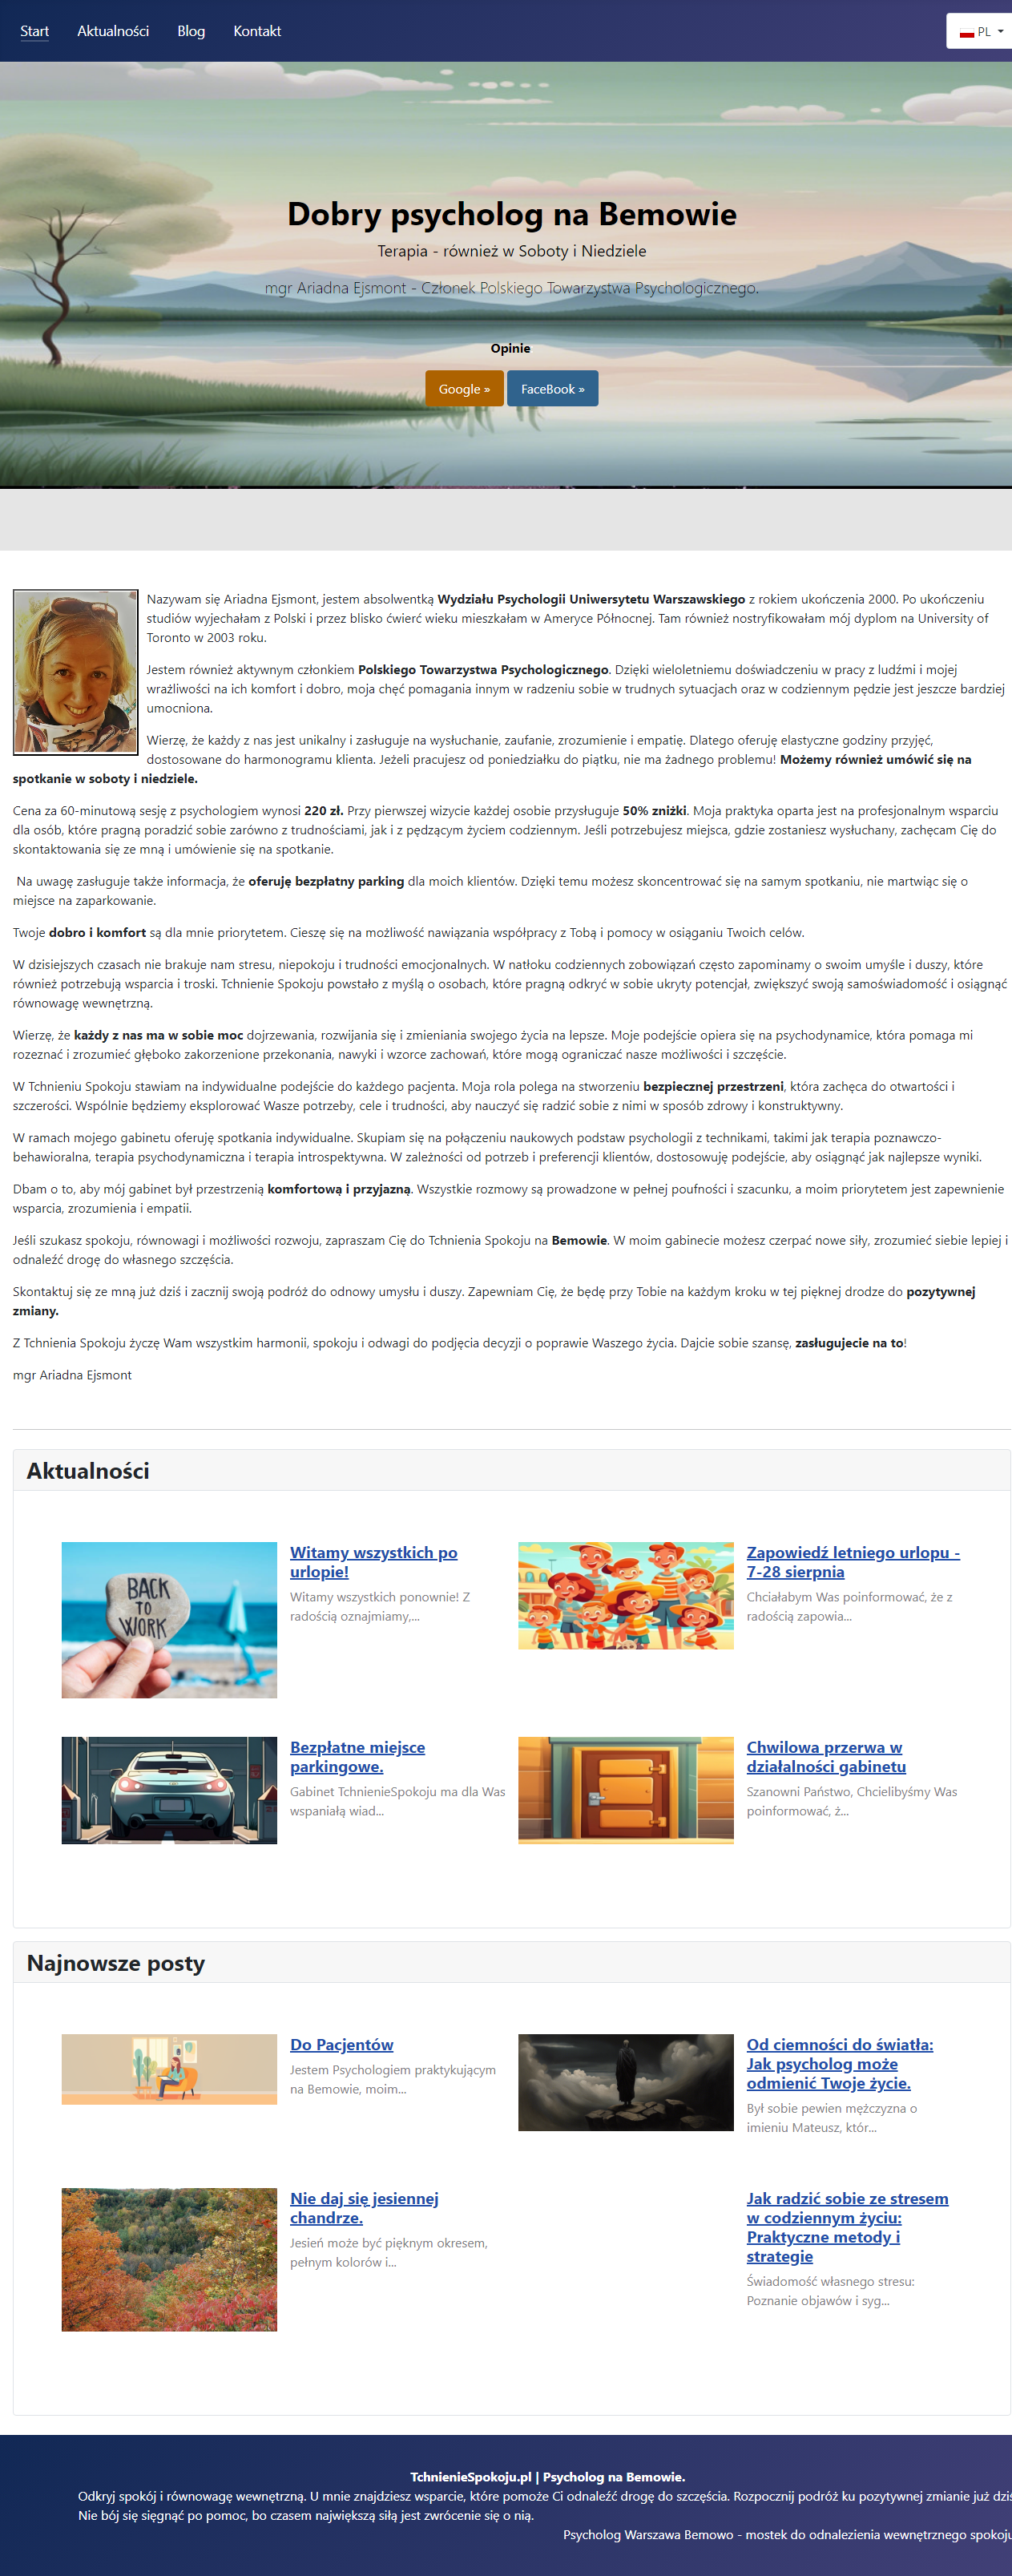 Start Aktualności Blog Kontakt PL
Dobry psycholog na Bemowie
Terapia - również w Soboty i Niedziele
mgr Ariadna Ejsmont - Członek Polskiego Towarzystwa Psychologicznego.
Opinie
Google » FaceBook »
Nazywam się Ariadna Ejsmont, jestem absolwentką Wydziału Psychologii Uniwersytetu Warszawskiego z rokiem ukończenia 2000. Po ukończeniu
studiów wyjechałam z Polski i przez blisko ćwierć wieku mieszkałam w Ameryce Północnej. Tam również nostryfikowałam mój dyplom na University of
Toronto w 2003 roku.
Jestem również aktywnym członkiem Polskiego Towarzystwa Psychologicznego. Dzięki wieloletniemu doświadczeniu w pracy z ludźmi i mojej
wrażliwości na ich komfort i dobro, moja chęć pomagania innym w radzeniu sobie w trudnych sytuacjach oraz w codziennym pędzie jest jeszcze bardziej
umocniona.
Wierzę, że każdy z nas jest unikalny i zasługuje na wysłuchanie, zaufanie, zrozumienie i empatię. Dlatego oferuję elastyczne godziny przyjęć,
dostosowane do harmonogramu klienta. Jeżeli pracujesz od poniedziałku do piątku, nie ma żadnego problemu! Możemy również umówić się na
spotkanie w soboty i niedziele.
Cena za 60-minutową sesję z psychologiem wynosi 220 zł. Przy pierwszej wizycie każdej osobie przysługuje 50% zniżki. Moja praktyka oparta jest na profesjonalnym wsparciu
dla osób, które pragną poradzić sobie zarówno z trudnościami, jak i z pędzącym życiem codziennym. Jeśli potrzebujesz miejsca, gdzie zostaniesz wysłuchany, zachęcam Cię do
skontaktowania się ze mną i umówienie się na spotkanie.
Na uwagę zasługuje także informacja, że oferuję bezpłatny parking dla moich klientów. Dzięki temu możesz skoncentrować się na samym spotkaniu, nie martwiąc się o
miejsce na zaparkowanie.
Twoje dobro i komfort są dla mnie priorytetem. Cieszę się na możliwość nawiązania współpracy z Tobą i pomocy w osiąganiu Twoich celów.
W dzisiejszych czasach nie brakuje nam stresu, niepokoju i trudności emocjonalnych. W natłoku codziennych zobowiązań często zapominamy o swoim umyśle i duszy, które
również potrzebują wsparcia i troski. Tchnienie Spokoju powstało z myślą o osobach, które pragną odkryć w sobie ukryty potencjał, zwiększyć swoją samoświadomość i osiągnąć
równowagę wewnętrzną.
Wierzę, że każdy z nas ma w sobie moc dojrzewania, rozwijania się i zmieniania swojego życia na lepsze. Moje podejście opiera się na psychodynamice, która pomaga mi
rozeznać i zrozumieć głęboko zakorzenione przekonania, nawyki i wzorce zachowań, które mogą ograniczać nasze możliwości i szczęście.
W Tchnieniu Spokoju stawiam na indywidualne podejście do każdego pacjenta. Moja rola polega na stworzeniu bezpiecznej przestrzeni, która zachęca do otwartości i
szczerości. Wspólnie będziemy eksplorować Wasze potrzeby, cele i trudności, aby nauczyć się radzić sobie z nimi w sposób zdrowy i konstruktywny.
W ramach mojego gabinetu oferuję spotkania indywidualne. Skupiam się na połączeniu naukowych podstaw psychologii z technikami, takimi jak terapia poznawczo-
behawioralna, terapia psychodynamiczna i terapia introspektywna. W zależności od potrzeb i preferencji klientów, dostosowuję podejście, aby osiągnąć jak najlepsze wyniki.
Dbam o to, aby mój gabinet był przestrzenią komfortową i przyjazną. Wszystkie rozmowy są prowadzone w pełnej poufności i szacunku, a moim priorytetem jest zapewnienie
wsparcia, zrozumienia i empatii.
Jeśli szukasz spokoju, równowagi i możliwości rozwoju, zapraszam Cię do Tchnienia Spokoju na Bemowie. W moim gabinecie możesz czerpać nowe siły, zrozumieć siebie lepiej i
odnaleźć drogę do własnego szczęścia.
Skontaktuj się ze mną już dziś i zacznij swoją podróż do odnowy umysłu i duszy. Zapewniam Cię, że będę przy Tobie na każdym kroku w tej pięknej drodze do pozytywnej
zmiany.
Z Tchnienia Spokoju życzę Wam wszystkim harmonii, spokoju i odwagi do podjęcia decyzji o poprawie Waszego życia. Dajcie sobie szansę, zasługujecie na to!
mgr Ariadna Ejsmont
Aktualności
BACK
TO
WORK
Witamy wszystkich po
urlopie!
Witamy wszystkich ponownie! Z
radością oznajmiamy,...
Zapowiedź letniego urlopu -
7-28 sierpnia
Chciałabym Was poinformować, że z
radością zapowia...
Bezpłatne miejsce
parkingowe.
Gabinet TchnienieSpokoju ma dla Was
wspaniałą wiad...
Chwilowa przerwa w
działalności gabinetu
Szanowni Państwo, Chcielibyśmy Was
poinformować, ż...
Najnowsze posty
Do Pacjentów
Jestem Psychologiem praktykującym
na Bemowie, moim...
Od ciemności do światła:
Jak psycholog może
odmienić Twoje życie.
Był sobie pewien mężczyzna o
imieniu Mateusz, któr...
Nie daj się jesiennej
chandrze.
Jesień może być pięknym okresem,
pełnym kolorów i...
Jak radzić sobie ze stresem
w codziennym życiu:
Praktyczne metody i
strategie
Świadomość własnego stresu:
Poznanie objawów i syg...
TchnienieSpokoju.pl | Psycholog na Bemowie.
Odkryj spokój i równowagę wewnętrzną. U mnie znajdziesz wsparcie, które pomoże Ci odnaleźć drogę do szczęścia. Rozpocznij podróż ku pozytywnej zmianie już dziś
Nie bój się sięgnąć po pomoc, bo czasem największą siłą jest zwrócenie się o nią.
Psycholog Warszawa Bemowo - mostek do odnalezienia wewnętrznego spokoju